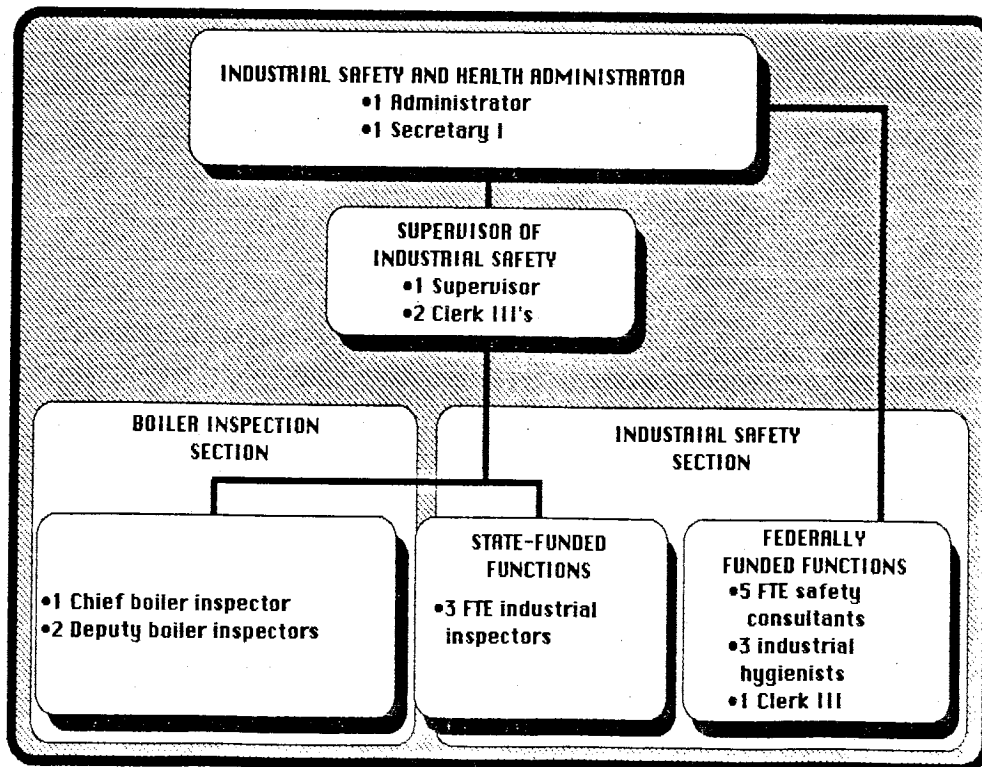 INDUSTRIAL SAFETY AND HEALTH ADMINISTRATOR
•1 Administrator
•1 Secretary I
SUPERVISOR OF
INDUSTRIAL SAFETY
•1 Supervisor
•2 Clerk III's
BOILER INSPECTION
SECTION
•1 Chief boiler inspector
•2 Deputy boiler inspectors
INDUSTRIAL SAFETY
SECTION
STATE-FUNDED
FUNCTIONS
•3 FTE industrial
inspectors
FEDERALLY
FUNDED FUNCTIONS
•5 FTE safety
consultants
•3 industrial
hygienists
•1 Clerk III